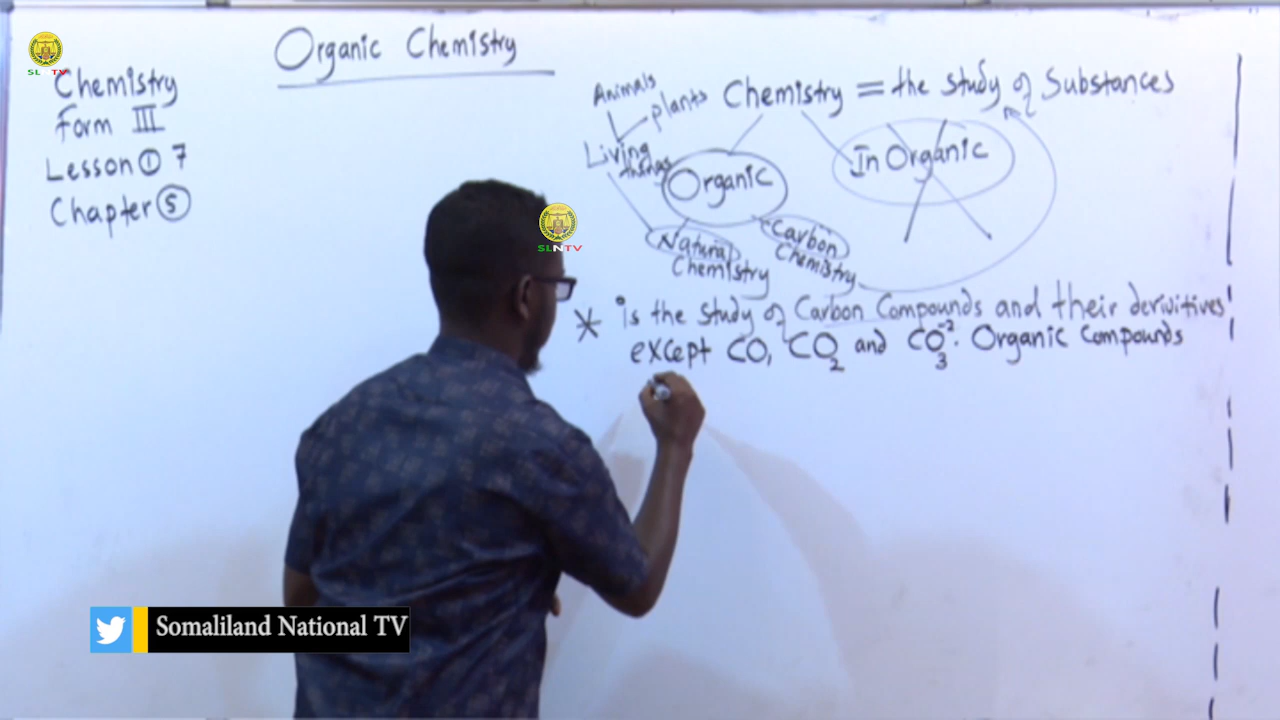 Organic Chemistry
SLNTV
Chemistry
Form III
Lesson ① 7
Chapter ⑤
Animals
plants
Living things
Chemistry = the study of Substances
Organic
In Organic
Natural Chemistry
Carbon Chemistry
* is the study of Carbon Compounds and their derivitives
except CO, CO₂ and CO₃⁻². Organic Compounds
SLNTV
Somaliland National TV